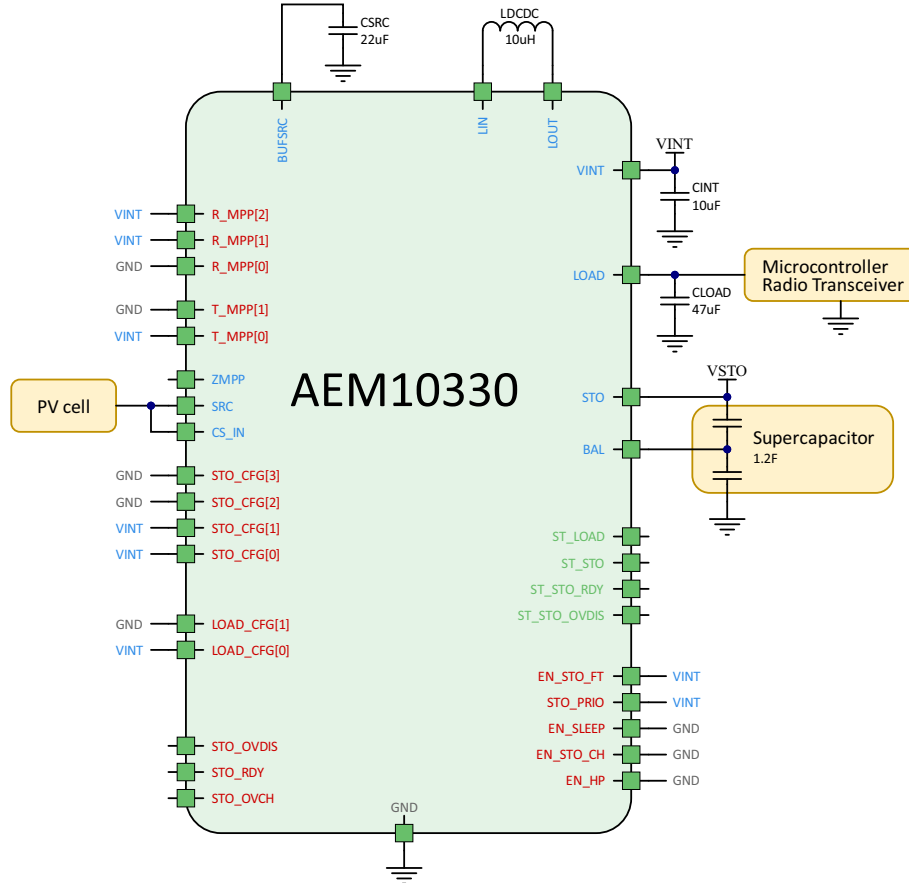 CSRC
22uF
LDCDC
10uH
BUFSRC
LIN
LOUT
VINT
VINT
CINT
10uF
VINT R_MPP[2]
VINT R_MPP[1]
GND R_MPP[0]
LOAD
Microcontroller
Radio Transceiver
CLOAD
47uF
GND T_MPP[1]
VINT T_MPP[0]
ZMPP
PV cell
SRC
CS_IN
AEM10330
VSTO
STO
BAL
Supercapacitor
1.2F
GND STO_CFG[3]
GND STO_CFG[2]
VINT STO_CFG[1]
VINT STO_CFG[0]
ST_LOAD
ST_STO
ST_STO_RDY
ST_STO_OVDIS
GND LOAD_CFG[1]
VINT LOAD_CFG[0]
EN_STO_FT VINT
STO_PRIO VINT
EN_SLEEP GND
EN_STO_CH GND
EN_HP GND
STO_OVDIS
STO_RDY
STO_OVCH
GND